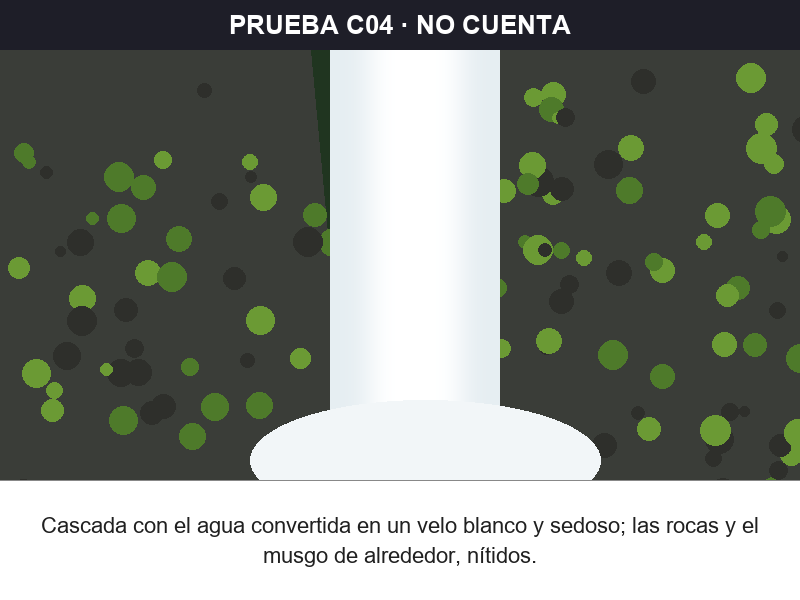 PRUEBA C04 · NO CUENTA
Cascada con el agua convertida en un velo blanco y sedoso; las rocas y el
musgo de alrededor, nítidos.